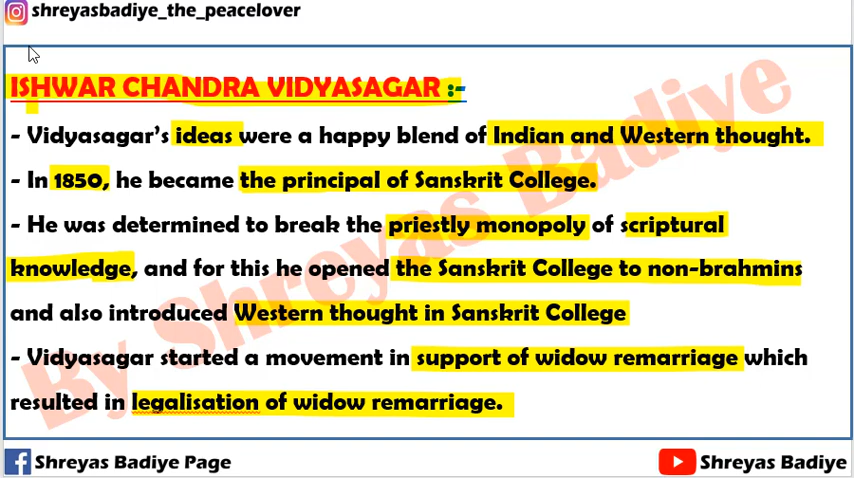 shreyasbadiye_the_peacelover
ISHWAR CHANDRA VIDYASAGAR :-
- Vidyasagar's ideas were a happy blend of Indian and Western thought.
- In 1850, he became the principal of Sanskrit College.
- He was determined to break the priestly monopoly of scriptural
knowledge, and for this he opened the Sanskrit College to non-brahmins
and also introduced Western thought in Sanskrit College
- Vidyasagar started a movement in support of widow remarriage which
resulted in legalisation of widow remarriage.
By Shreyas Badiye
Shreyas Badiye Page
Shreyas Badiye